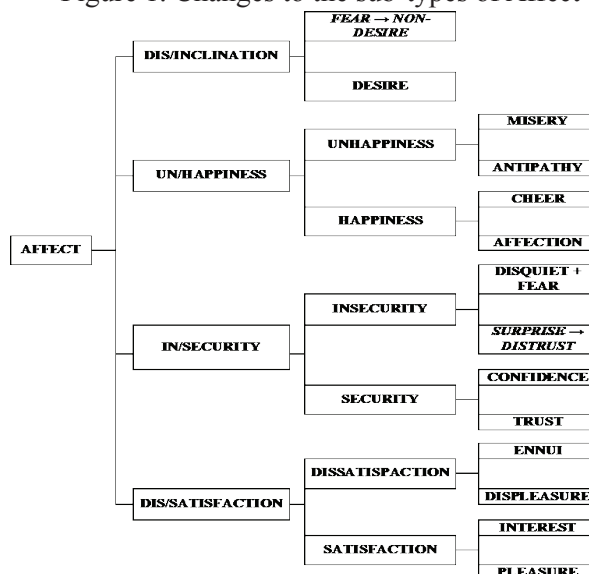 Figure 1. Changes to the sub-types of Affect
FEAR → NON-
DESIRE
DIS/INCLINATION
DESIRE
MISERY
UNHAPPINESS
ANTIPATHY
UN/HAPPINESS
CHEER
HAPPINESS
AFFECTION
AFFECT
DISQUIET +
FEAR
INSECURITY
SURPRISE →
DISTRUST
IN/SECURITY
CONFIDENCE
SECURITY
TRUST
ENNUI
DISSATISPACTION
DISPLEASURE
DIS/SATISFACTION
INTEREST
SATISFACTION
PLEASURE